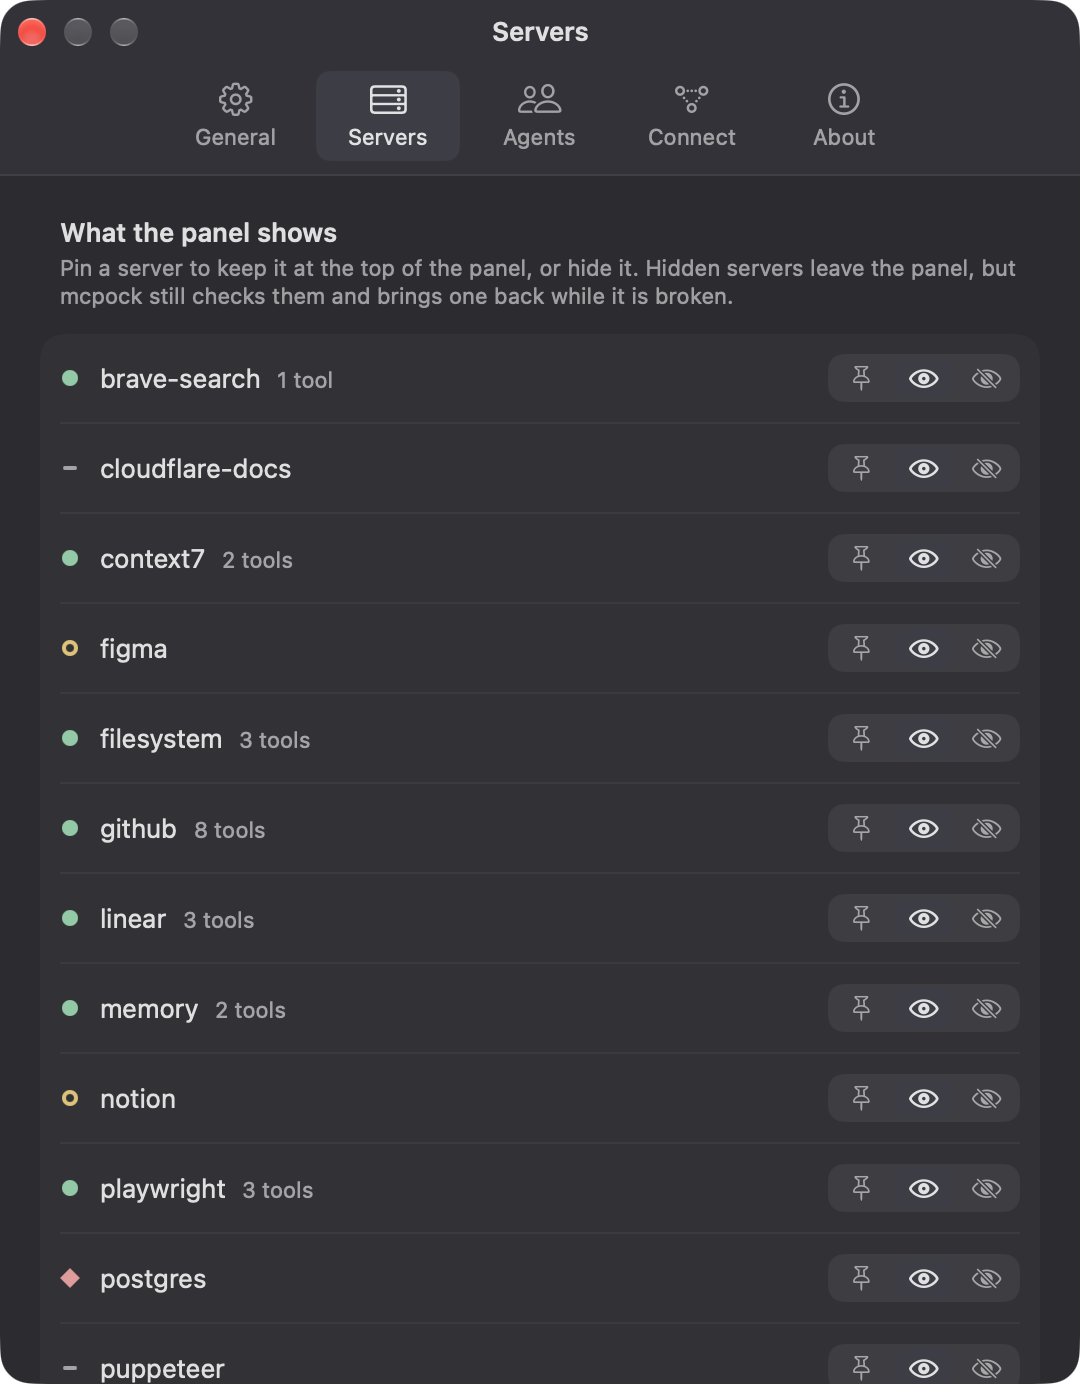 Servers
General
Servers
Agents
Connect
About
What the panel shows
Pin a server to keep it at the top of the panel, or hide it. Hidden servers leave the panel, but
mcpock still checks them and brings one back while it is broken.
brave-search 1 tool
cloudflare-docs
context7 2 tools
figma
filesystem 3 tools
github 8 tools
linear 3 tools
memory 2 tools
notion
playwright 3 tools
postgres
puppeteer